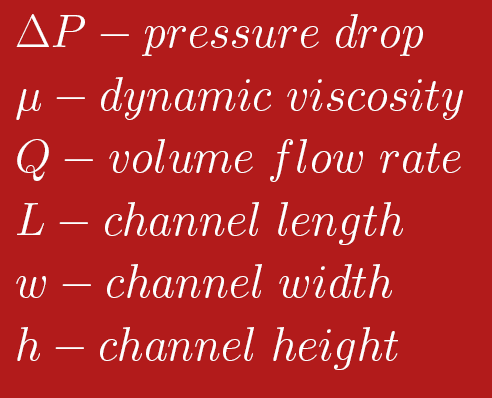 ΔP – pressure drop
μ – dynamic viscosity
Q – volume flow rate
L – channel length
w – channel width
h – channel height